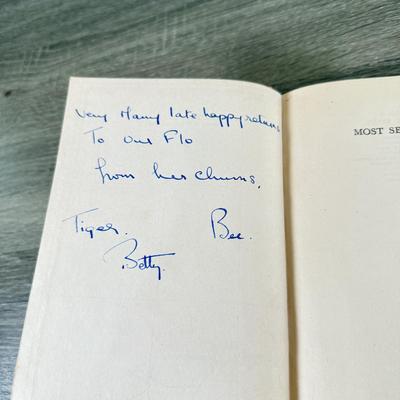 Very Many late happy returns
To our Flo
from her chums.
Tiger. Bee.
Betty.
MOST SE